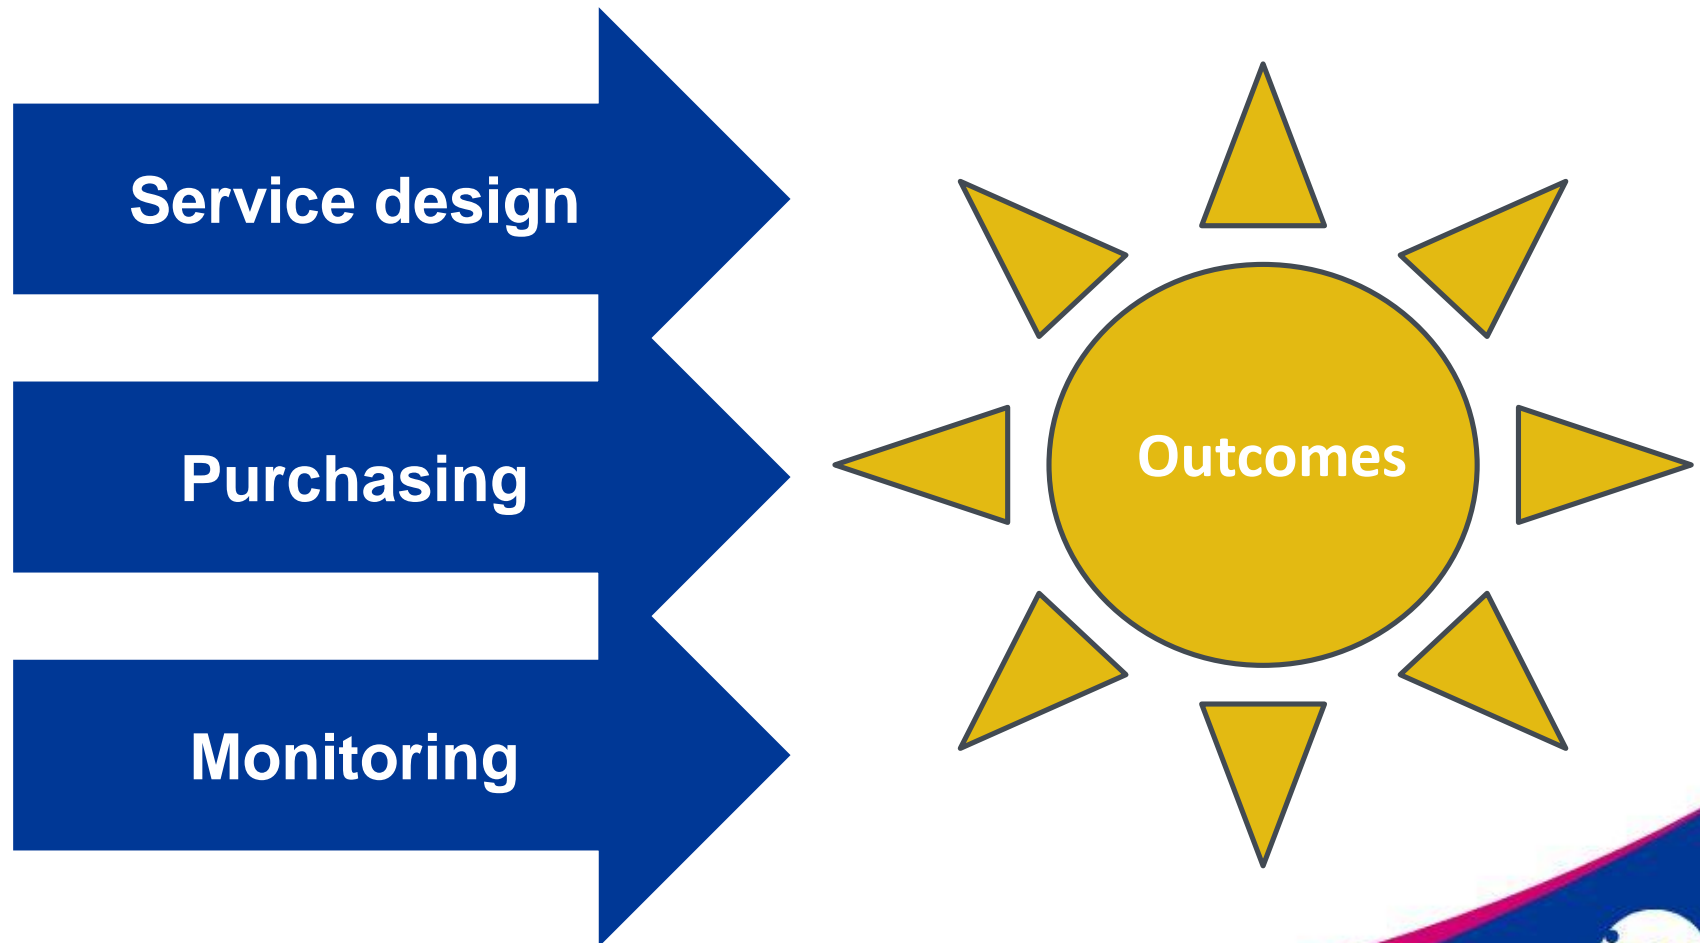 Service design
Purchasing
Outcomes
Monitoring